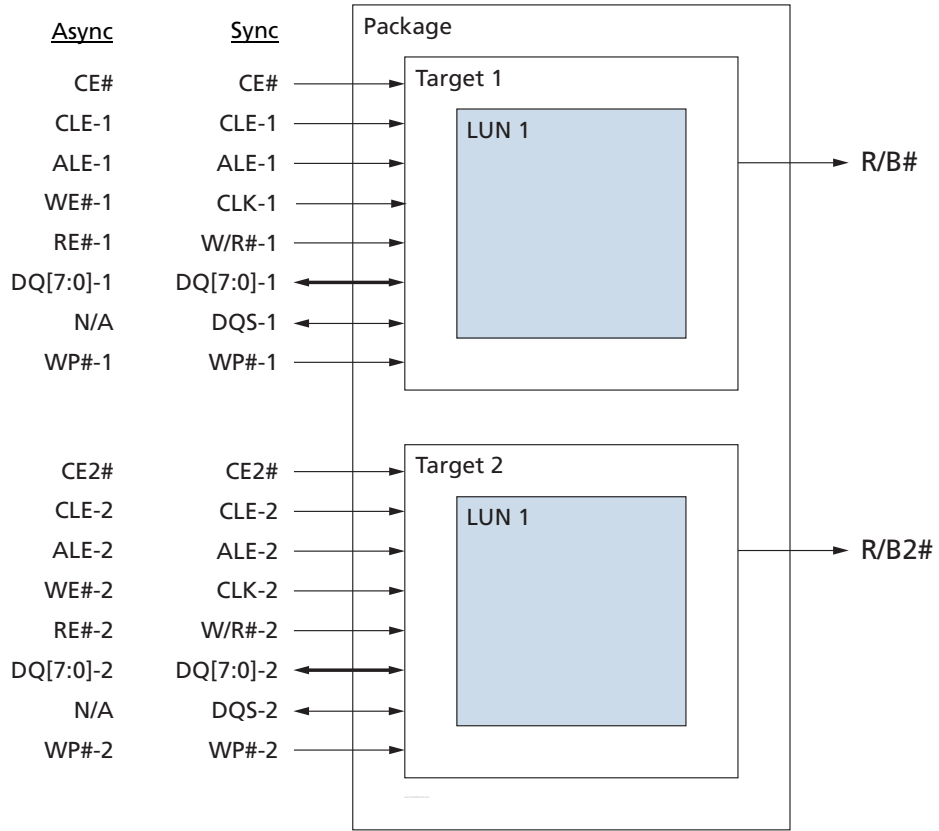 Async Sync Package
CE# CE# Target 1
CLE-1 CLE-1 LUN 1
ALE-1 ALE-1 R/B#
WE#-1 CLK-1
RE#-1 W/R#-1
DQ[7:0]-1 DQ[7:0]-1
N/A DQS-1
WP#-1 WP#-1
CE2# CE2# Target 2
CLE-2 CLE-2 LUN 1
ALE-2 ALE-2 R/B2#
WE#-2 CLK-2
RE#-2 W/R#-2
DQ[7:0]-2 DQ[7:0]-2
N/A DQS-2
WP#-2 WP#-2